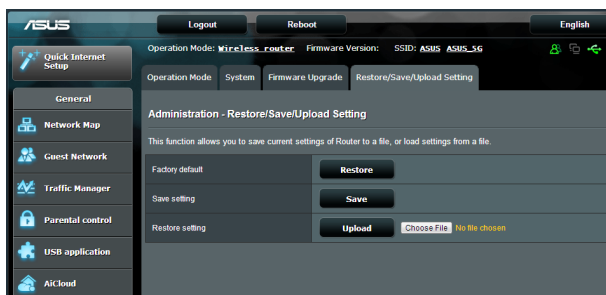 ASUS Logout Reboot English
Quick Internet Setup
Operation Mode: Wireless router Firmware Version: SSID: ASUS ASUS_5G
Operation Mode System Firmware Upgrade Restore/Save/Upload Setting
General
Network Map
Guest Network
Traffic Manager
Parental control
USB application
AiCloud
Administration - Restore/Save/Upload Setting
This function allows you to save current settings of Router to a file, or load settings from a file.
Factory default Restore
Save setting Save
Restore setting Upload Choose File No file chosen